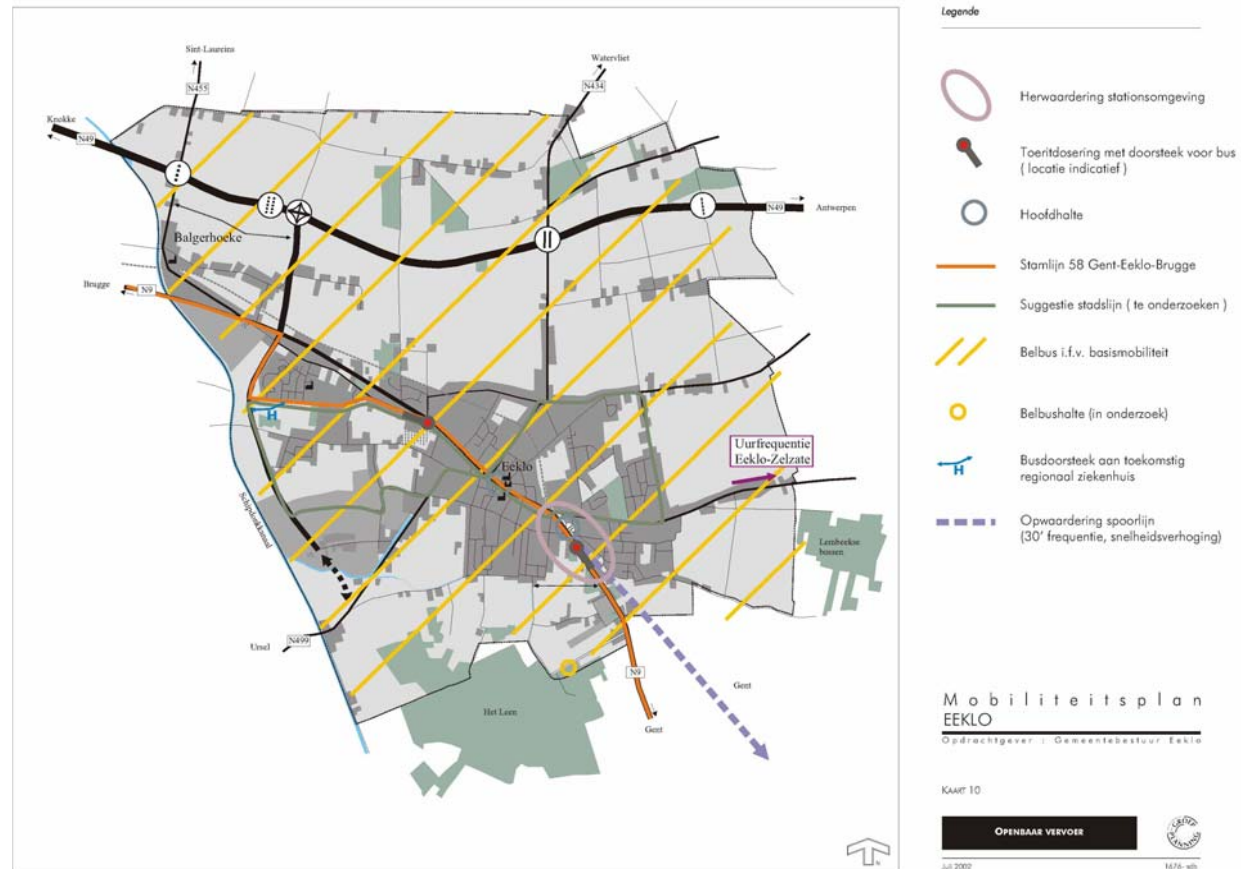 Sint-Laureins
N455
Watervliet
N434
Knokke
N49
N49
Antwerpen
Balgerhoeke
Brugge
N9
H
Eeklo
Uurfrequentie
Eeklo-Zelzate
Schipdonkkanaal
Lembeekse
bossen
Ursel
N499
N9
Het Leen
Gent
Gent
Legende
Herwaardering stationsomgeving
Toeritdosering met doorsteek voor bus
( locatie indicatief )
Hoofdhalte
Stamlijn 58 Gent-Eeklo-Brugge
Suggestie stadslijn ( te onderzoeken )
Belbus i.f.v. basismobiliteit
Belbushalte (in onderzoek)
H
Busdoorsteek aan toekomstig
regionaal ziekenhuis
Opwaardering spoorlijn
(30' frequentie, snelheidsverhoging)
Mobiliteitsplan
EEKLO
Opdrachtgever : Gemeentebestuur Eeklo
KAART 10
OPENBAAR VERVOER
GROEP
PLANNING
Juli 2002